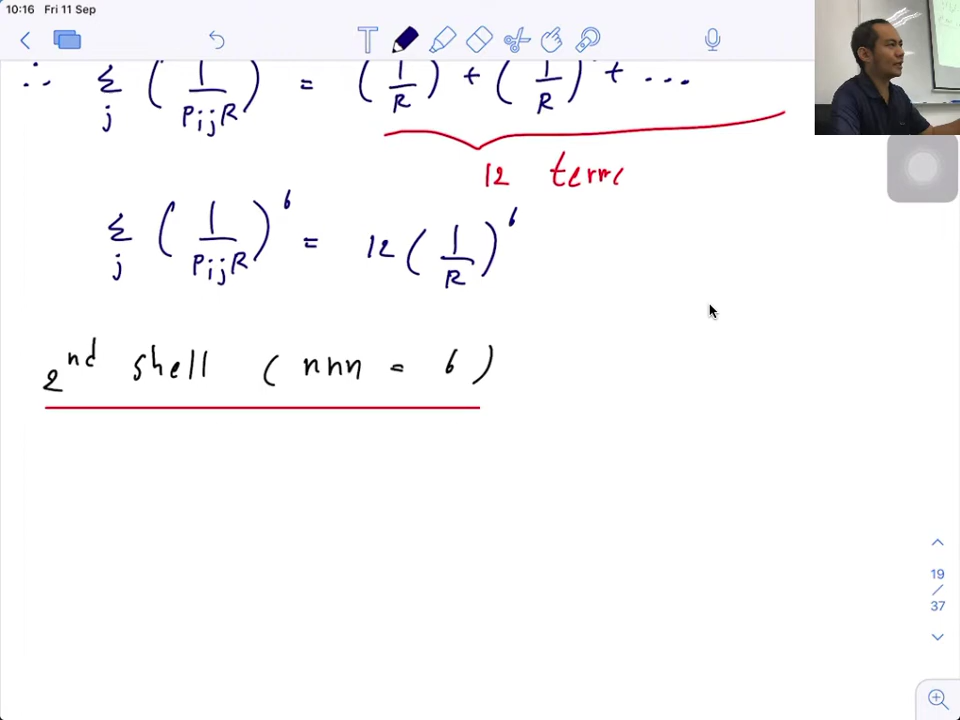 10:16 Fri 11 Sep
∴ Σ_j (1/(P_ij R)) = (1/R) + (1/R) + ...
12 terms
Σ_j (1/(P_ij R))^6 = 12 (1/R)^6
2^nd shell (nnn = 6)
19
/
37